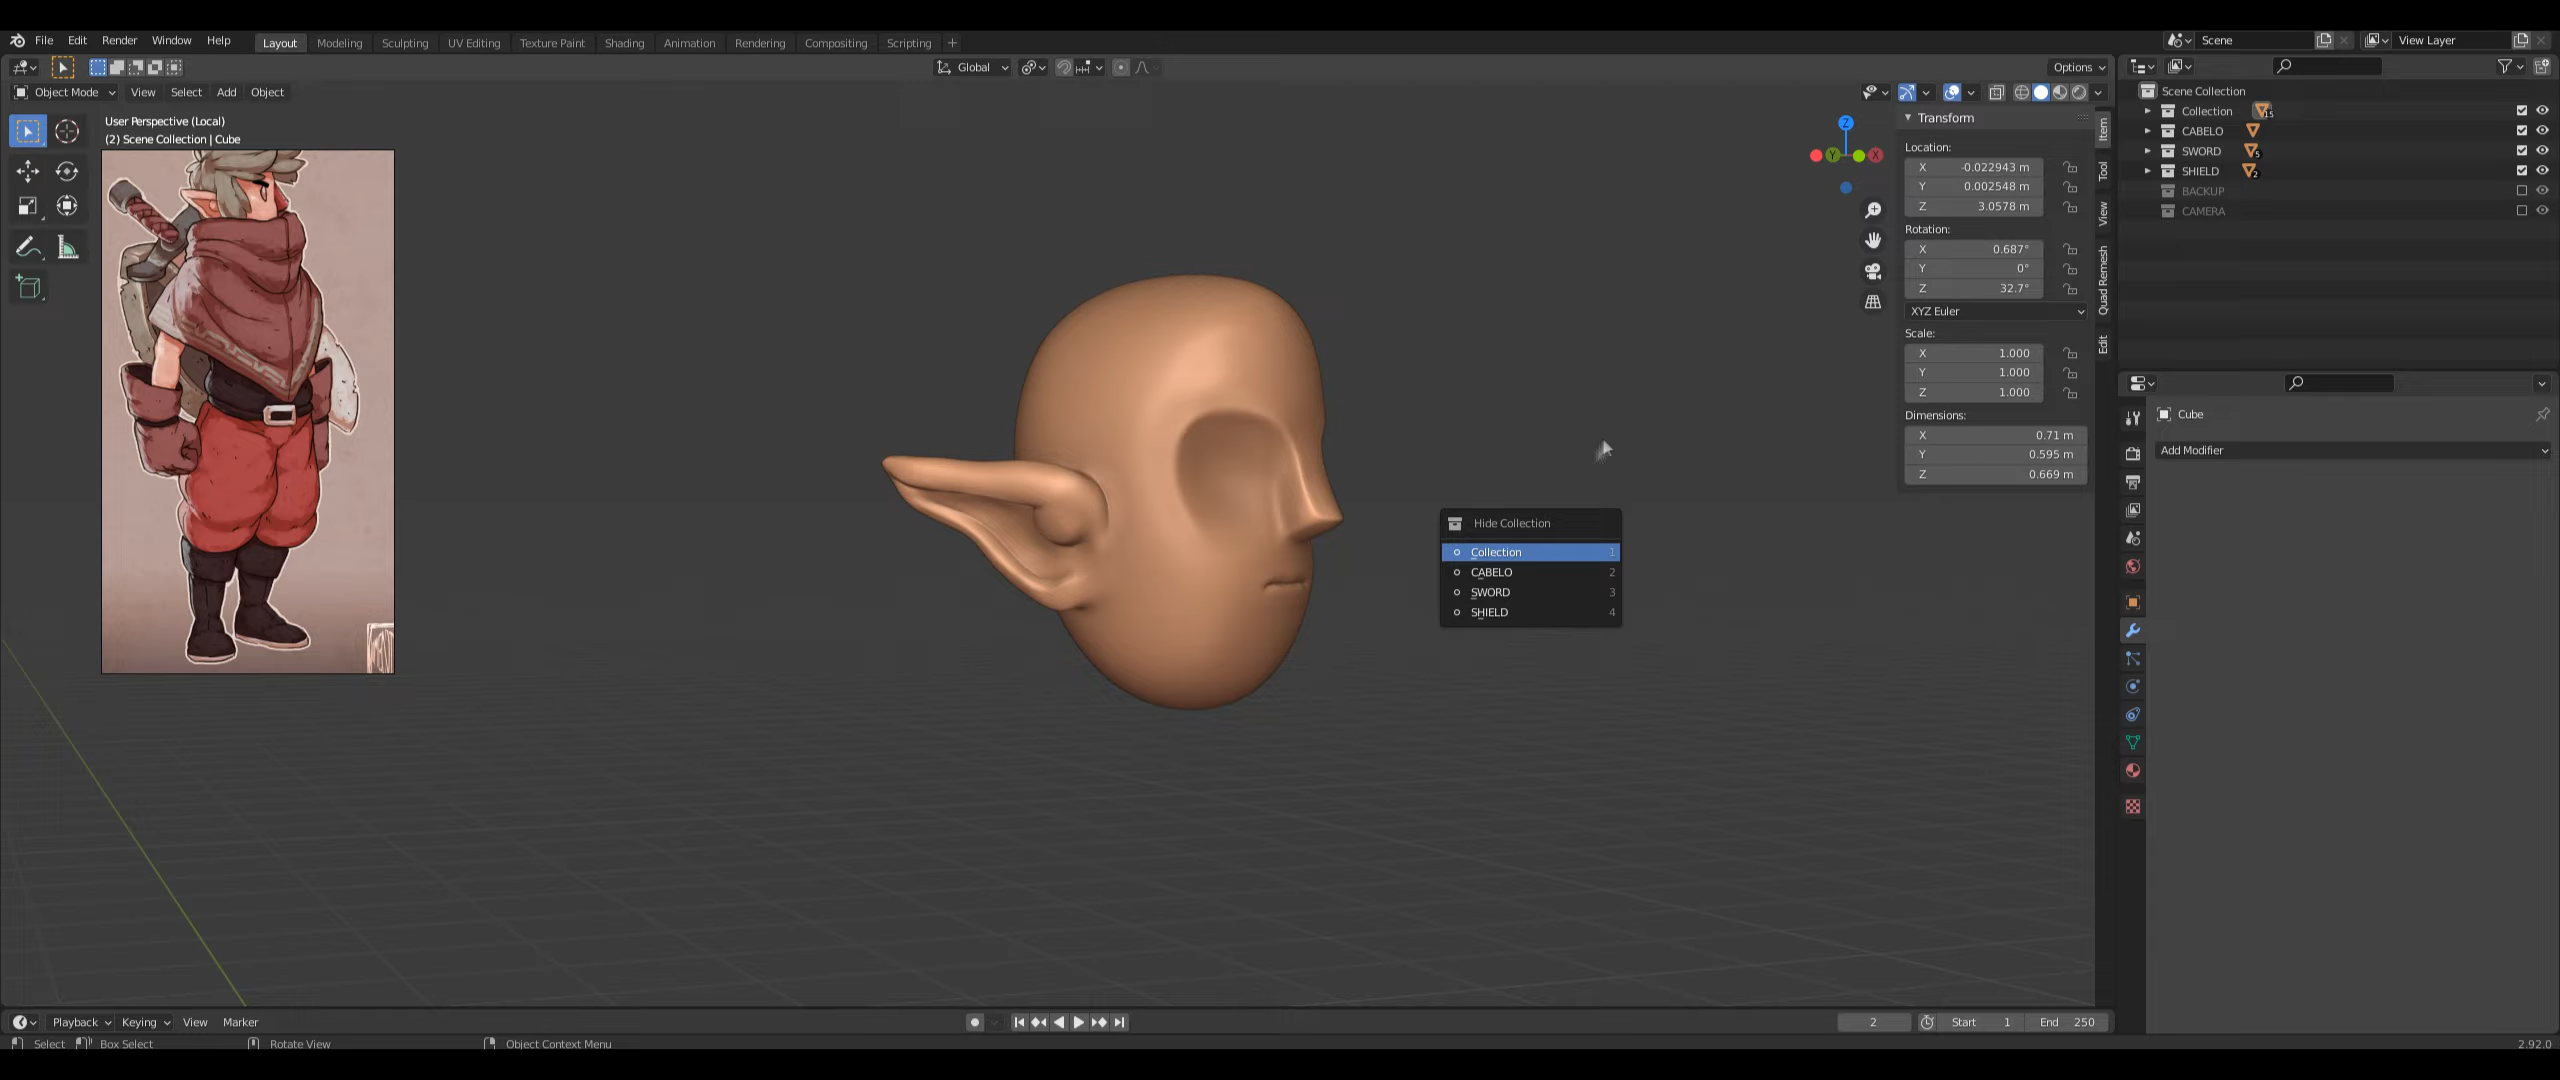 File Edit Render Window Help Layout Modeling Sculpting UV Editing Texture Paint Shading Animation Rendering Compositing Scripting +
Scene View Layer
Global Options
Object Mode View Select Add Object
User Perspective (Local)
(2) Scene Collection | Cube
Z
Y X
Transform
Location:
X -0.022943 m
Y 0.002548 m
Z 3.0578 m
Rotation:
X 0.687°
Y 0°
Z 32.7°
XYZ Euler
Scale:
X 1.000
Y 1.000
Z 1.000
Dimensions:
X 0.71 m
Y 0.595 m
Z 0.669 m
Item
Tool
View
Quad Remesh
Edit
Scene Collection
Collection 15
CABELO
SWORD 5
SHIELD 2
BACKUP
CAMERA
Cube
Add Modifier
Hide Collection
Collection 1
CABELO 2
SWORD 3
SHIELD 4
Playback Keying View Marker 2 Start 1 End 250
Select Box Select Rotate View Object Context Menu 2.92.0